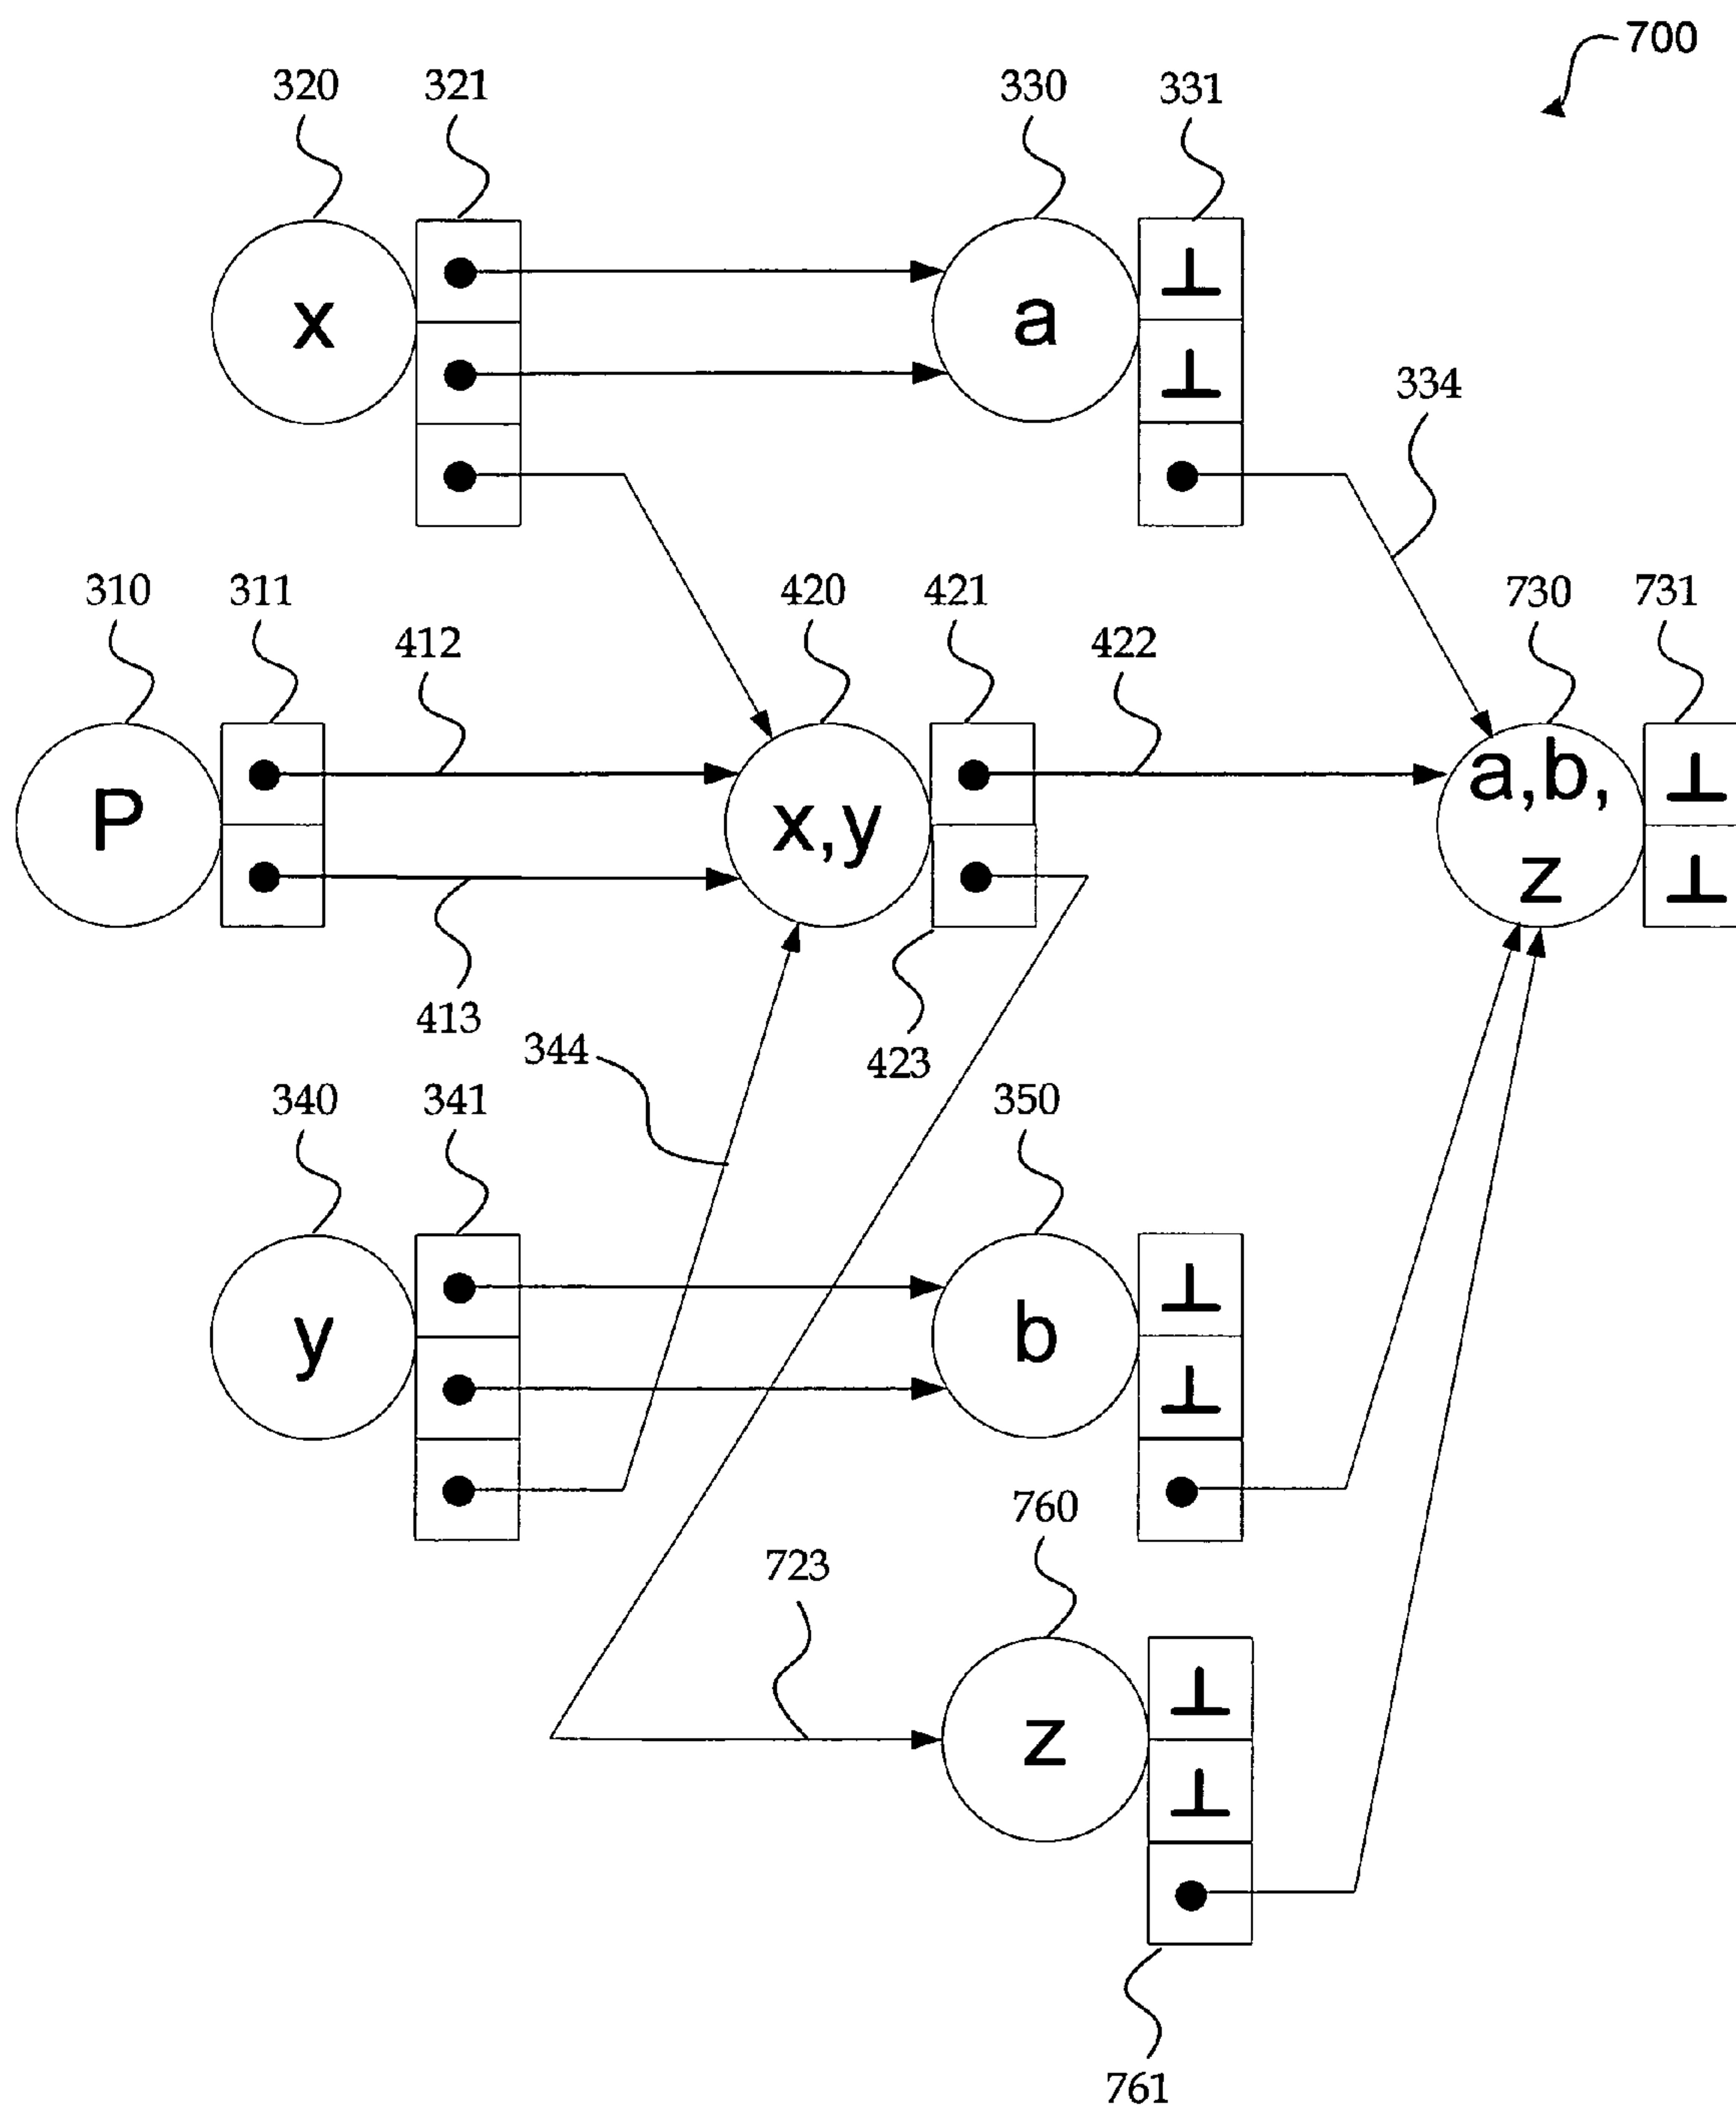 700
320 321 330 331
x a ⊥
⊥
334
310 311 420 421 730 731
412 422
P x,y a,b, ⊥
z ⊥
413
344 423
340 341 350
y b ⊥
⊥
760
723
z ⊥
⊥
761